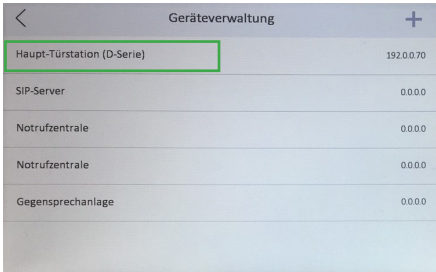 Geräteverwaltung
Haupt-Türstation (D-Serie) 192.0.0.70
SIP-Server 0.0.0.0
Notrufzentrale 0.0.0.0
Notrufzentrale 0.0.0.0
Gegensprechanlage 0.0.0.0